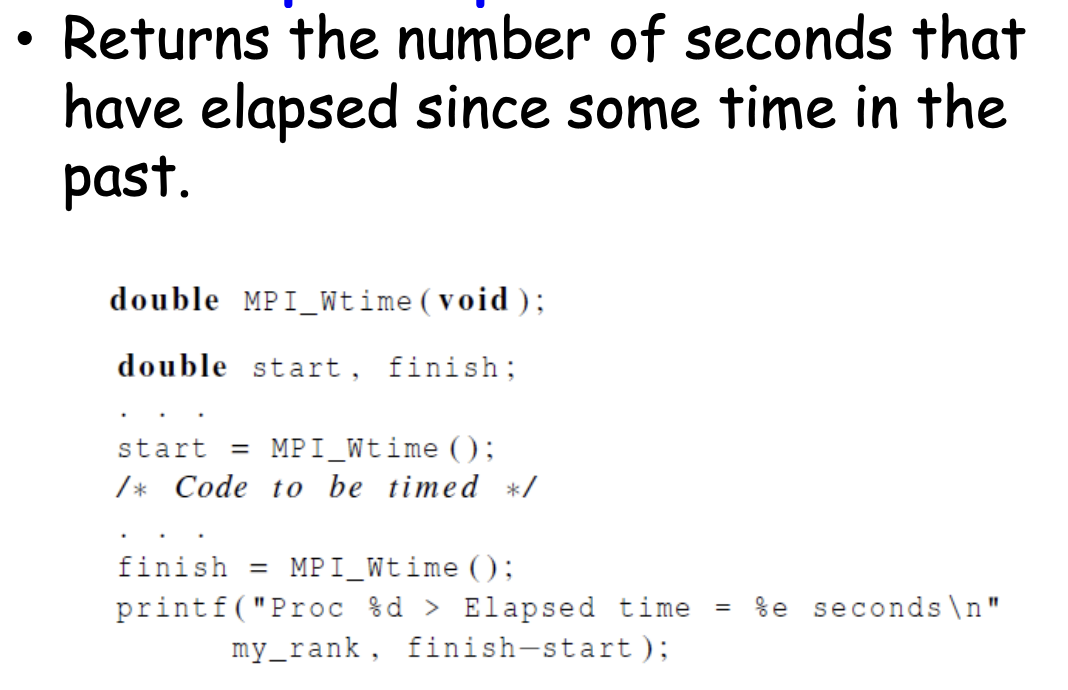 • Returns the number of seconds that
have elapsed since some time in the
past.
double MPI_Wtime(void);
double start, finish;
. . .
start = MPI_Wtime();
/* Code to be timed */
. . .
finish = MPI_Wtime();
printf("Proc %d > Elapsed time = %e seconds\n"
my_rank, finish-start);